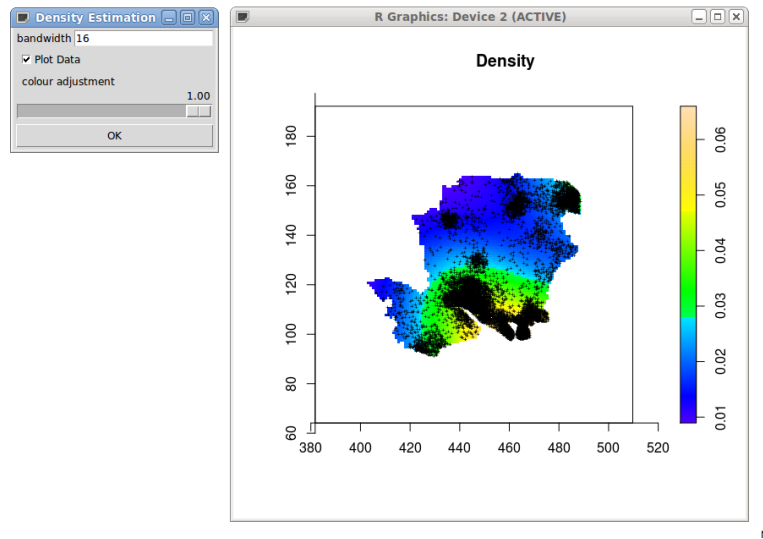 Density Estimation
bandwidth 16
Plot Data
colour adjustment
1.00
OK
R Graphics: Device 2 (ACTIVE)
Density
180
160
140
120
100
80
60
380 400 420 440 460 480 500 520
0.06
0.05
0.04
0.03
0.02
0.01